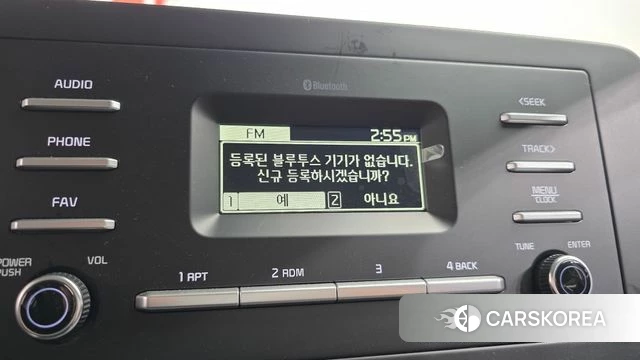 Bluetooth
AUDIO
PHONE
FAV
POWER
PUSH
VOL
FM
2:55 PM
등록된 블루투스 기기가 없습니다.
신규 등록하시겠습니까?
1 예 2 아니요
<SEEK
TRACK>
MENU
CLOCK
TUNE
ENTER
1 RPT
2 RDM
3
4 BACK
CARSKOREA